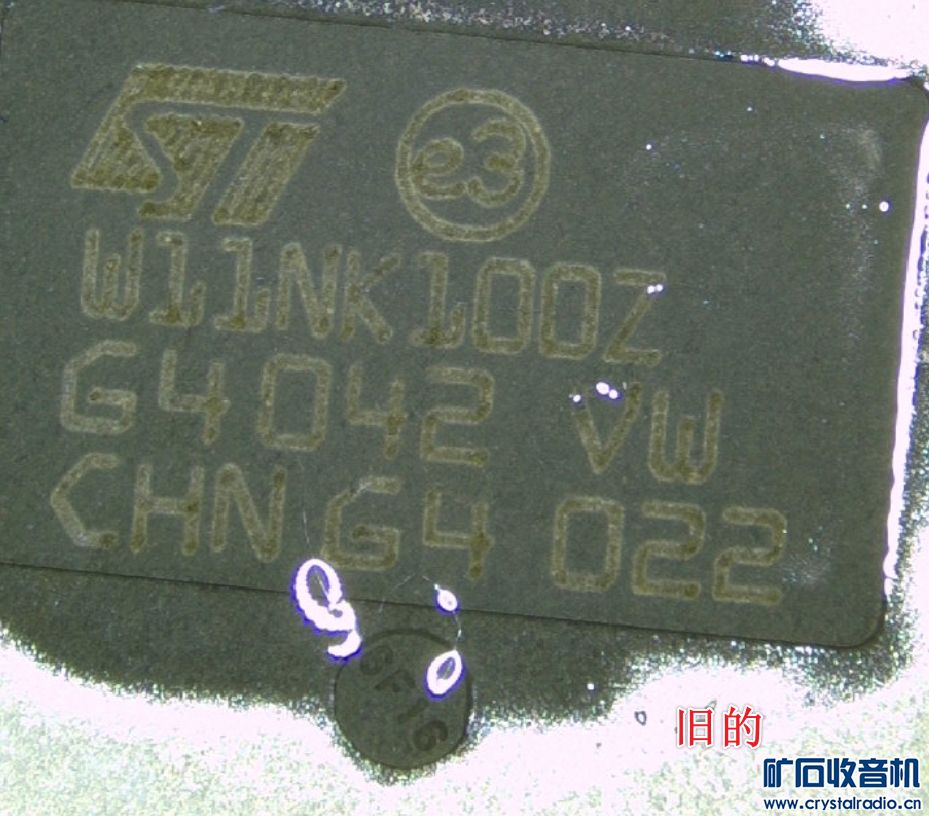 ST e3
W11NK100Z
G4042 VW
CHN G4 022
旧的
矿石收音机
www.crystalradio.cn